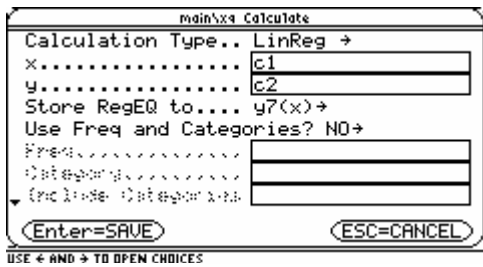 main\x4 Calculate
Calculation Type.. LinReg →
x................. c1
y................. c2
Store RegEQ to.... y7(x)→
Use Freq and Categories? NO→
Freq..............
Category..........
Include Categories
Enter=SAVE ESC=CANCEL
USE ← AND → TO OPEN CHOICES